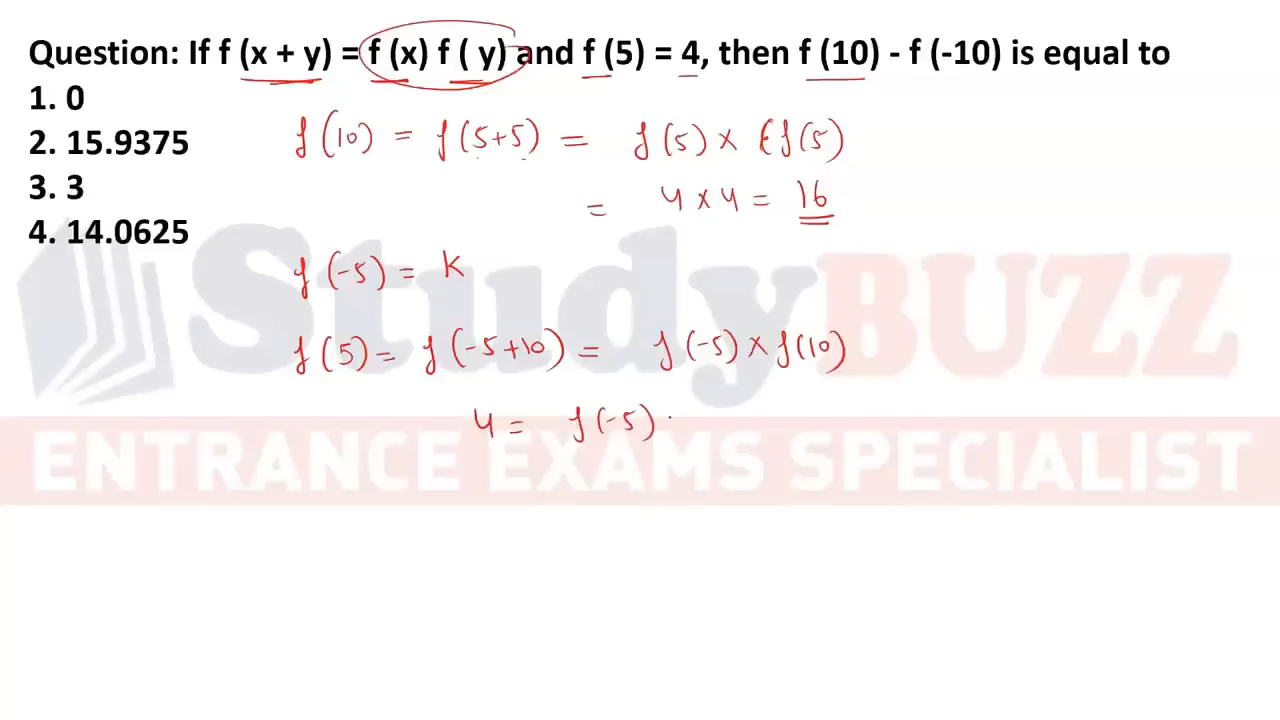 Question: If f (x + y) = f (x) f ( y) and f (5) = 4, then f (10) - f (-10) is equal to
1. 0
2. 15.9375
3. 3
4. 14.0625
f(10) = f(5+5) = f(5) × f(5)
= 4 × 4 = 16
f(-5) = K
f(5) = f(-5+10) = f(-5) × f(10)
4 = f(-5)
StudyBUZZ
ENTRANCE EXAMS SPECIALIST